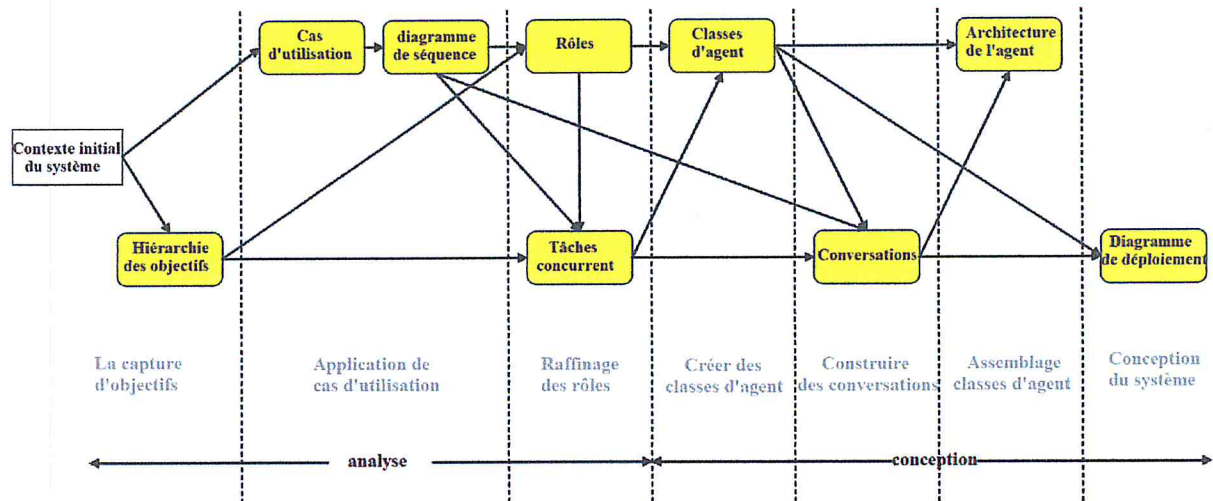 Cas
d'utilisation
diagramme
de séquence
Rôles
Classes
d'agent
Architecture
de l'agent
Contexte initial
du système
Hiérarchie
des objectifs
Tâches
concurrent
Conversations
Diagramme
de déploiement
La capture
d'objectifs
Application de
cas d'utilisation
Raffinage
des rôles
Créer des
classes d'agent
Construire
des conversations
Assemblage
classes d'agent
Conception
du système
analyse
conception